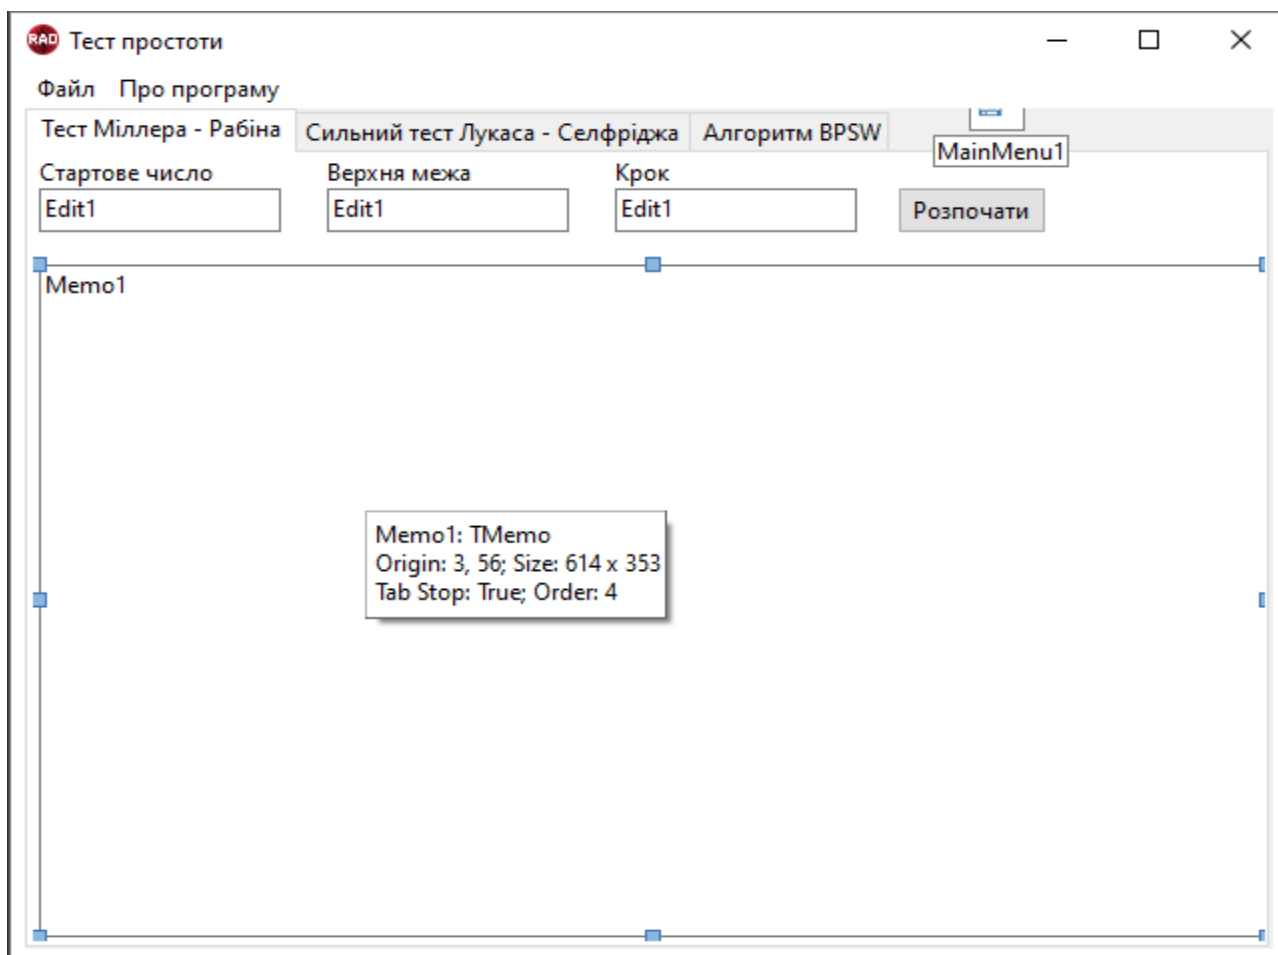 RAD Тест простоти
Файл Про програму
Тест Міллера - Рабіна Сильний тест Лукаса - Селфріджа Алгоритм BPSW
MainMenu1
Стартове число Верхня межа Крок
Edit1 Edit1 Edit1 Розпочати
Memo1
Memo1: TMemo
Origin: 3, 56; Size: 614 x 353
Tab Stop: True; Order: 4